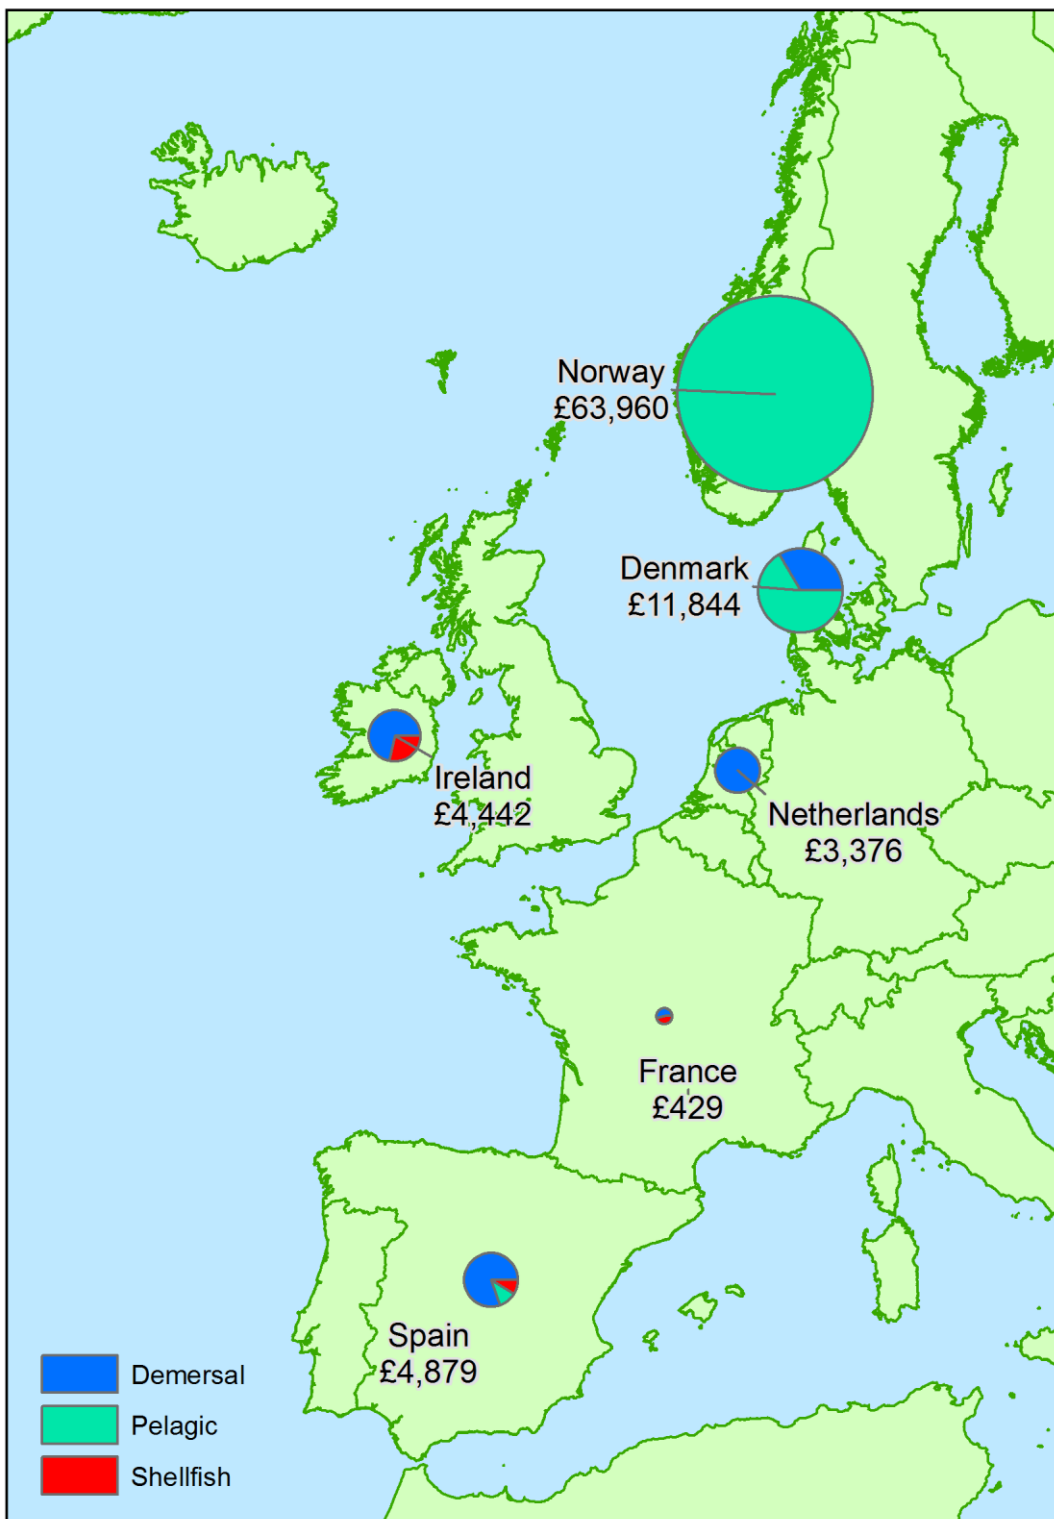 Norway
£63,960
Denmark
£11,844
Ireland
£4,442
Netherlands
£3,376
France
£429
Spain
£4,879
Demersal
Pelagic
Shellfish